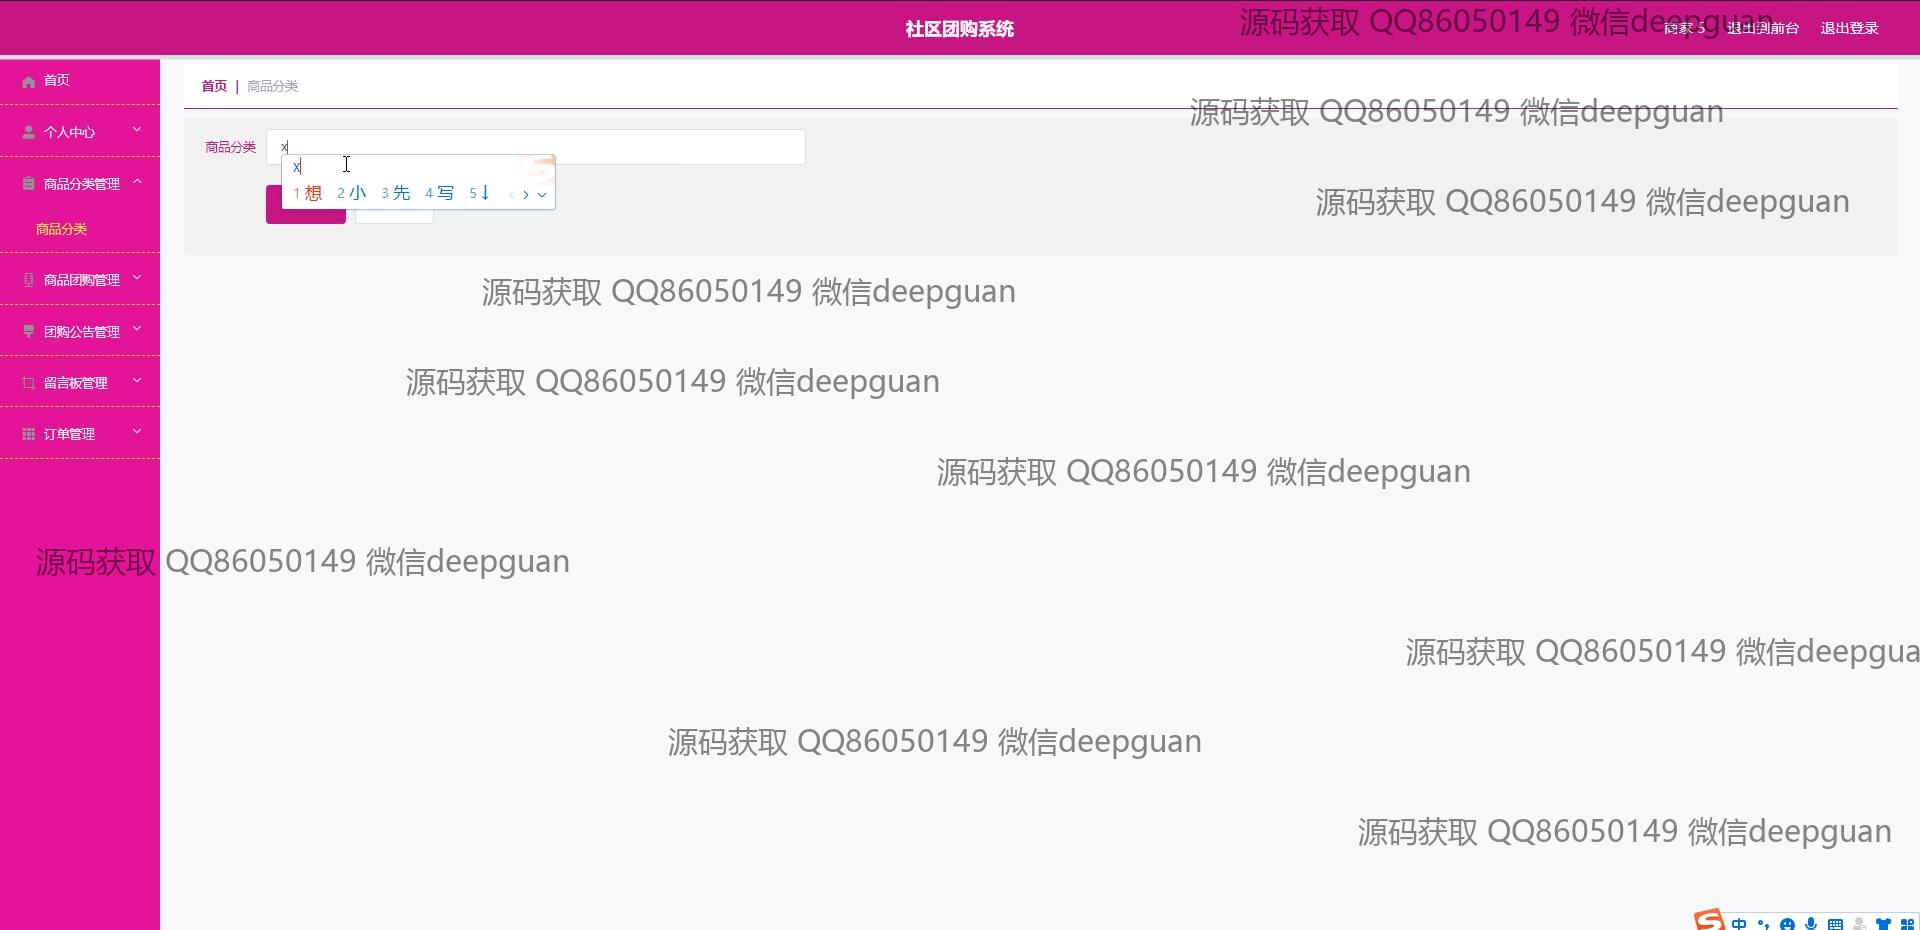 社区团购系统
源码获取 QQ86050149 微信deepguan
商家 5 退出到前台 退出登录
首页
首页 | 商品分类
源码获取 QQ86050149 微信deepguan
个人中心
商品分类 x
x
1想 2小 3先 4写 5↓
商品分类管理
源码获取 QQ86050149 微信deepguan
商品分类
商品团购管理
源码获取 QQ86050149 微信deepguan
团购公告管理
留言板管理
源码获取 QQ86050149 微信deepguan
订单管理
源码获取 QQ86050149 微信deepguan
源码获取 QQ86050149 微信deepguan
源码获取 QQ86050149 微信deepgua
源码获取 QQ86050149 微信deepguan
源码获取 QQ86050149 微信deepguan
中